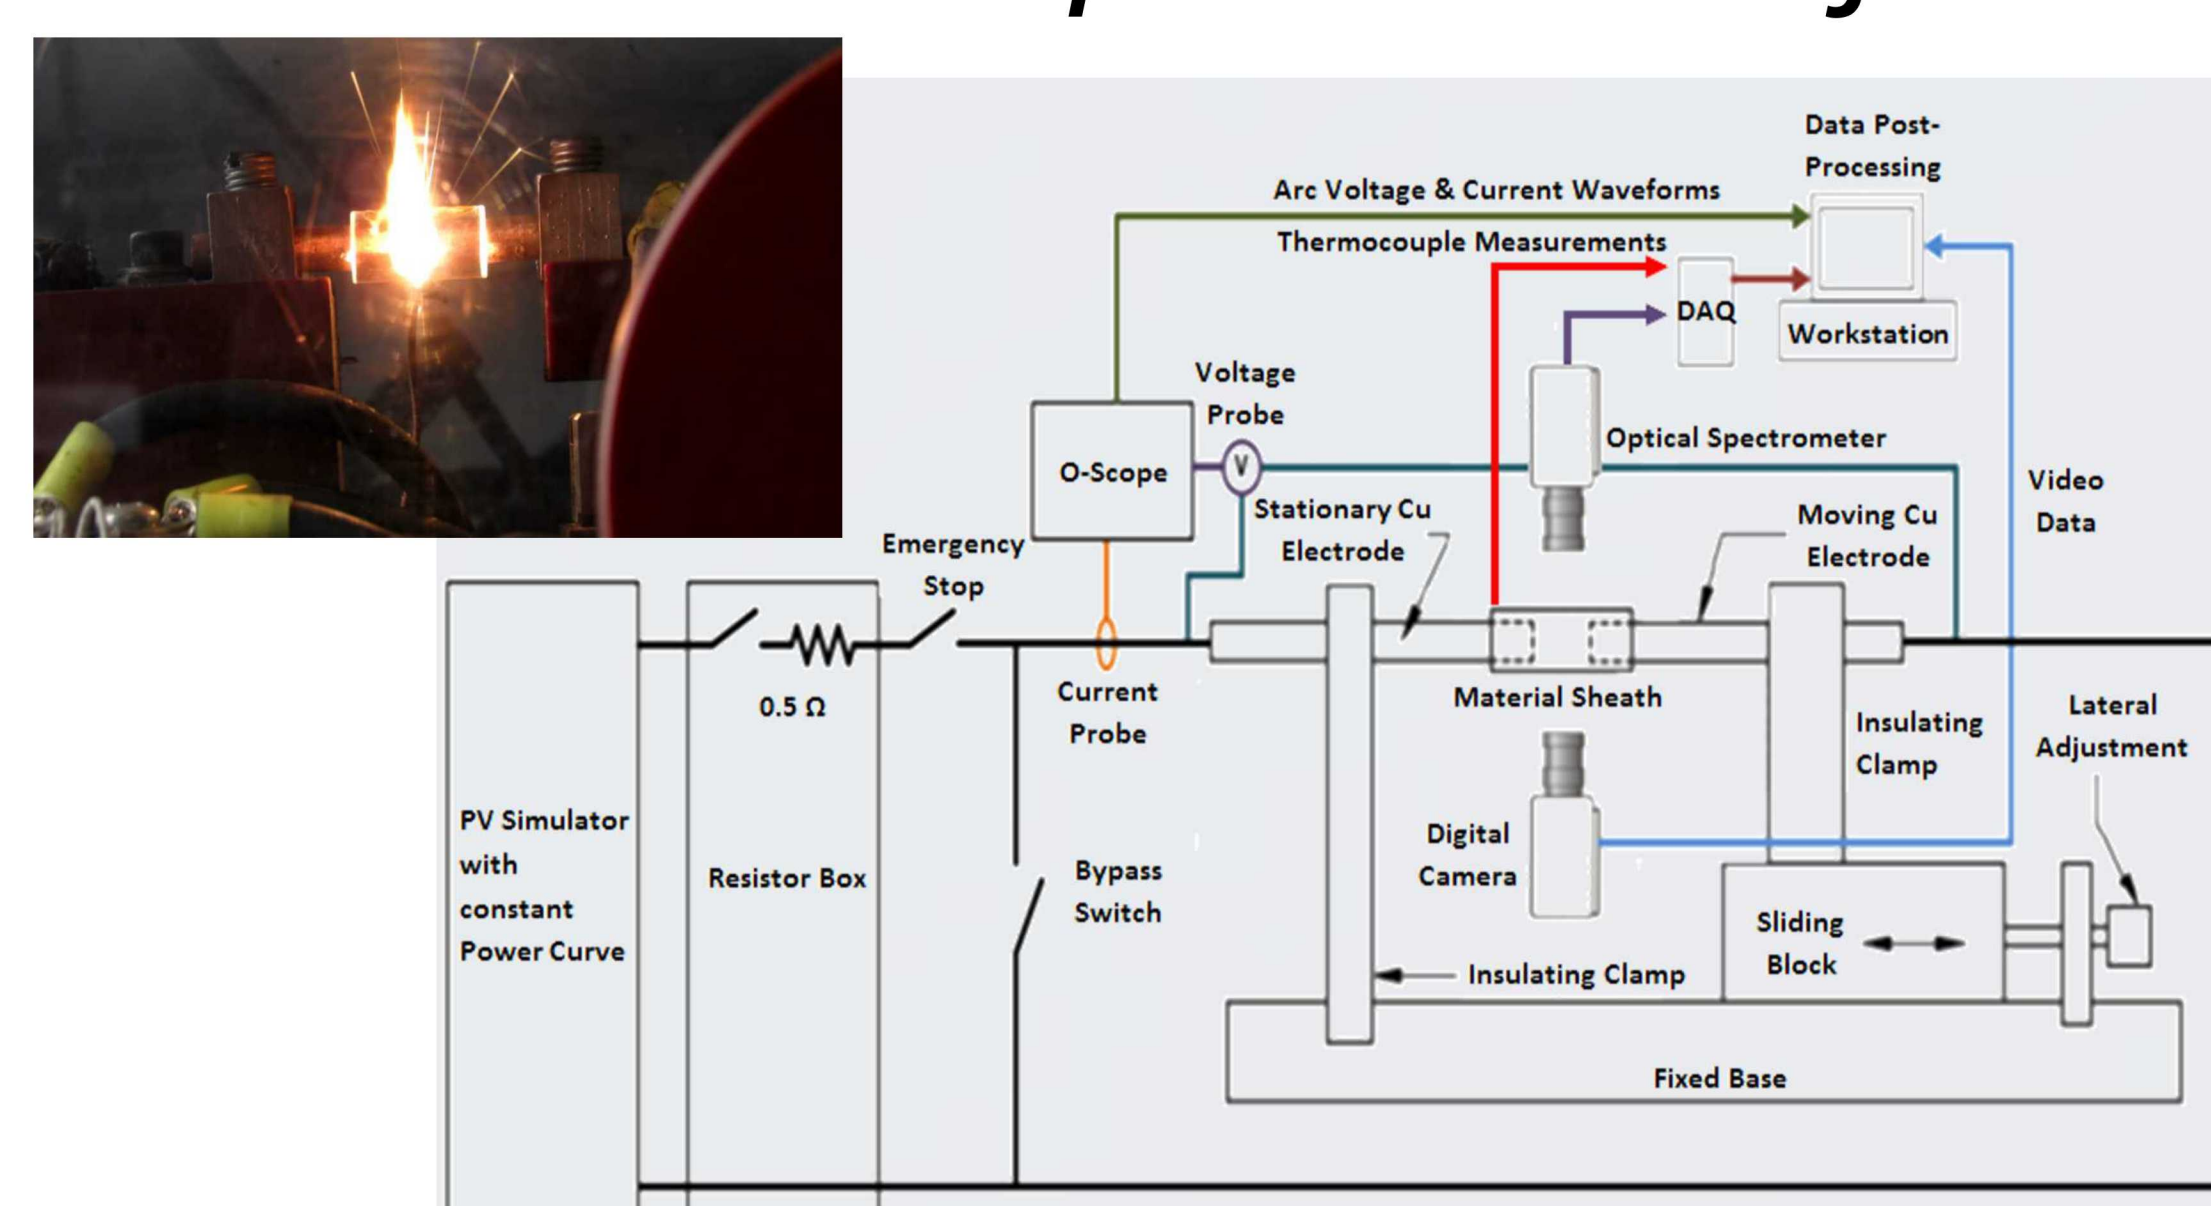 Data Post-
Processing
Arc Voltage & Current Waveforms
Thermocouple Measurements
DAQ
Workstation
Voltage
Probe
V
O-Scope
Optical Spectrometer
Video
Data
Stationary Cu
Electrode
Moving Cu
Electrode
Emergency
Stop
0.5 Ω
Current
Probe
Material Sheath
Insulating
Clamp
Lateral
Adjustment
PV Simulator
with
constant
Power Curve
Resistor Box
Bypass
Switch
Digital
Camera
Sliding
Block
Insulating Clamp
Fixed Base